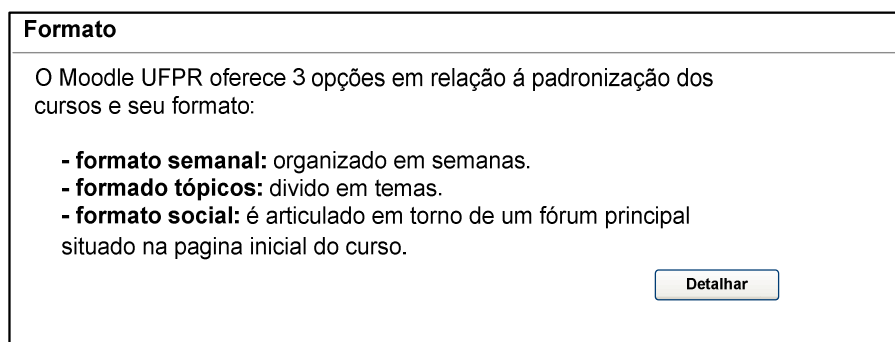 Formato
O Moodle UFPR oferece 3 opções em relação á padronização dos
cursos e seu formato:
- formato semanal: organizado em semanas.
- formado tópicos: divido em temas.
- formato social: é articulado em torno de um fórum principal
situado na pagina inicial do curso.
Detalhar